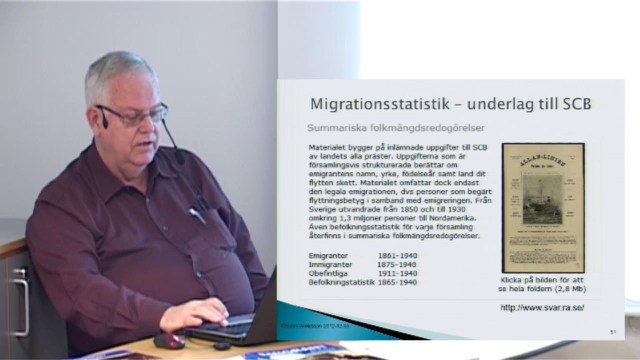 Migrationsstatistik – underlag till SCB
Summariska folkmängdsredogörelser
Materialet bygger på inlämnade uppgifter till SCB
av landets alla präster. Uppgifterna som är
församlingsvis strukturerade berättar om
emigrantens namn, yrke, födelseår samt land dit
flytten skett. Materialet omfattar dock endast
den legala emigrationen, dvs personer som begärt
flyttningsbetyg i samband med emigreringen. Från
Sverige utvandrade från 1850 och till 1930
omkring 1,3 miljoner personer till Nordamerika.
Även befolkningsstatistik för varje församling
återfinns i summariska folkmängdsredogörelser.
Emigranter 1861-1940
Immigranter 1875-1940
Obefintliga 1911-1940
Befolkningsstatistik 1865-1940
ALLAN-LINIEN
Klicka på bilden för att
se hela foldern (2,8 Mb)
http://www.svar.ra.se/
51